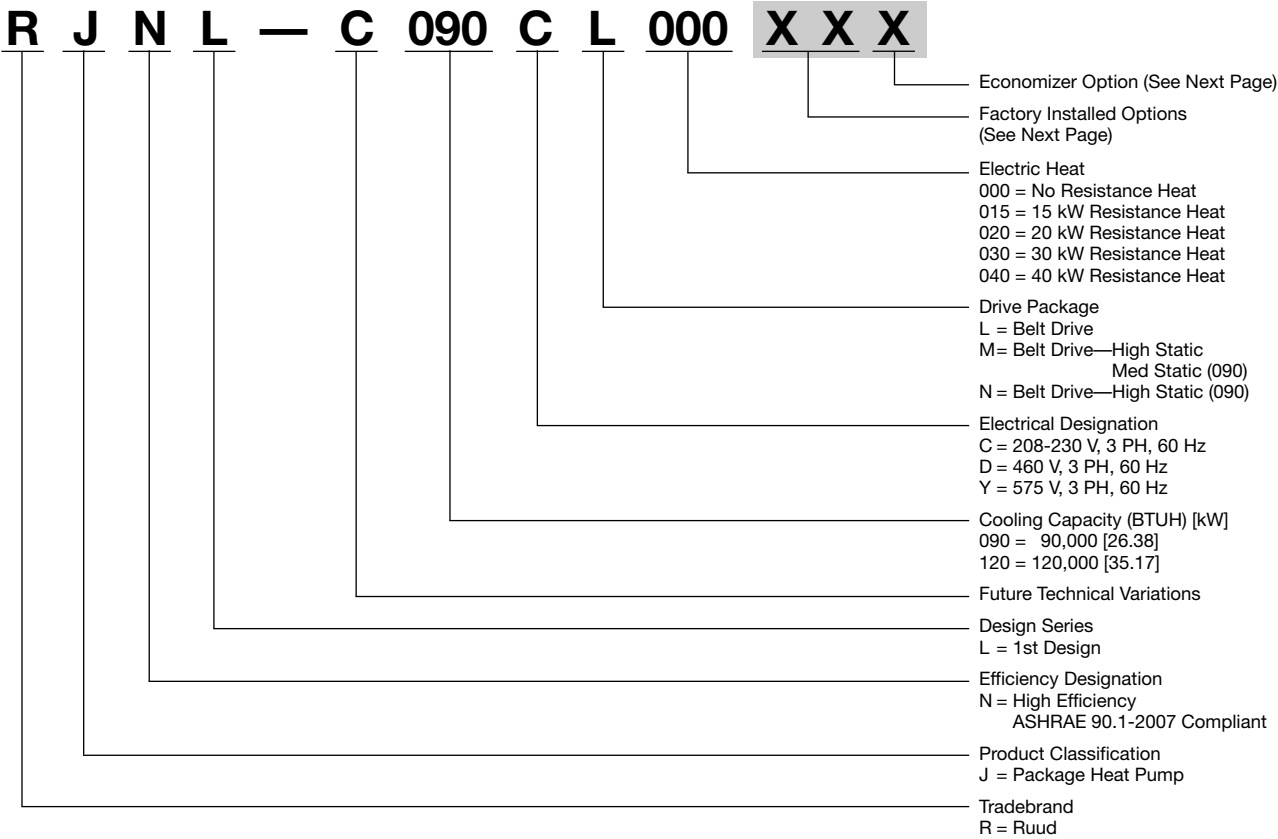 R J N L — C 090 C L 000 X X X
Economizer Option (See Next Page)
Factory Installed Options
(See Next Page)
Electric Heat
000 = No Resistance Heat
015 = 15 kW Resistance Heat
020 = 20 kW Resistance Heat
030 = 30 kW Resistance Heat
040 = 40 kW Resistance Heat
Drive Package
L = Belt Drive
M= Belt Drive—High Static
Med Static (090)
N = Belt Drive—High Static (090)
Electrical Designation
C = 208-230 V, 3 PH, 60 Hz
D = 460 V, 3 PH, 60 Hz
Y = 575 V, 3 PH, 60 Hz
Cooling Capacity (BTUH) [kW]
090 = 90,000 [26.38]
120 = 120,000 [35.17]
Future Technical Variations
Design Series
L = 1st Design
Efficiency Designation
N = High Efficiency
ASHRAE 90.1-2007 Compliant
Product Classification
J = Package Heat Pump
Tradebrand
R = Ruud